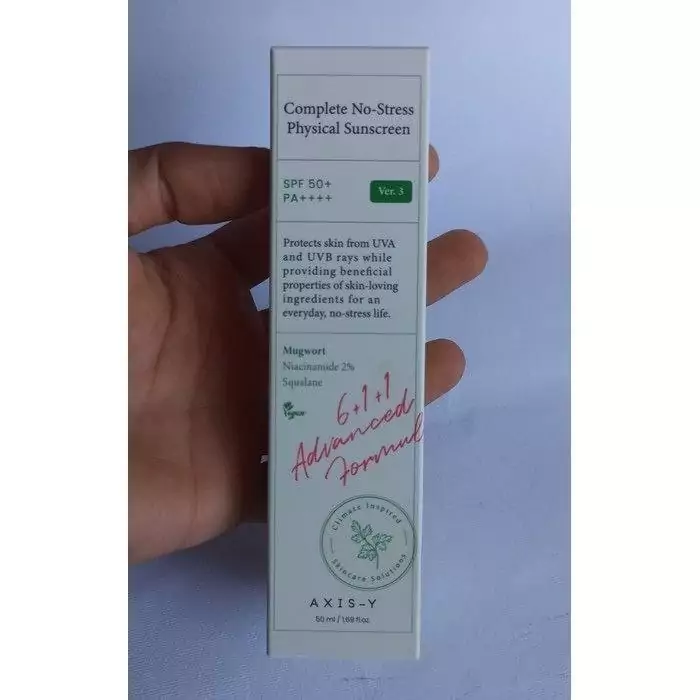 Complete No-Stress
Physical Sunscreen
SPF 50+
PA++++
Ver. 3
Protects skin from UVA
and UVB rays while
providing beneficial
properties of skin-loving
ingredients for an
everyday, no-stress life.
Mugwort
Niacinamide 2%
Squalane
Vegan
6+1+1
Advanced
Formul
Climate Inspired
Skincare Solutions
AXIS-Y
50 ml / 1.69 fl.oz.